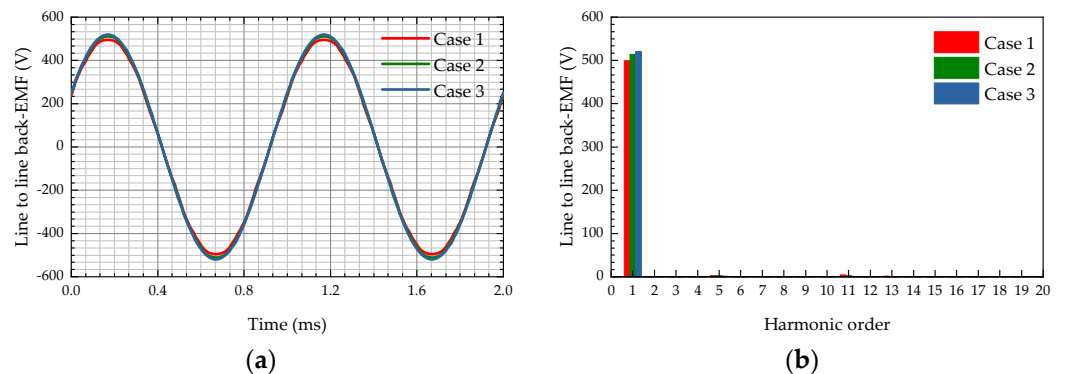 Line to line back-EMF (V)
600
400
200
0
-200
-400
-600
0.0 0.4 0.8 1.2 1.6 2.0
Time (ms)
Case 1
Case 2
Case 3
(a)
Line to line back-EMF (V)
600
500
400
300
200
100
0
0 1 2 3 4 5 6 7 8 9 10 11 12 13 14 15 16 17 18 19 20
Harmonic order
Case 1
Case 2
Case 3
(b)